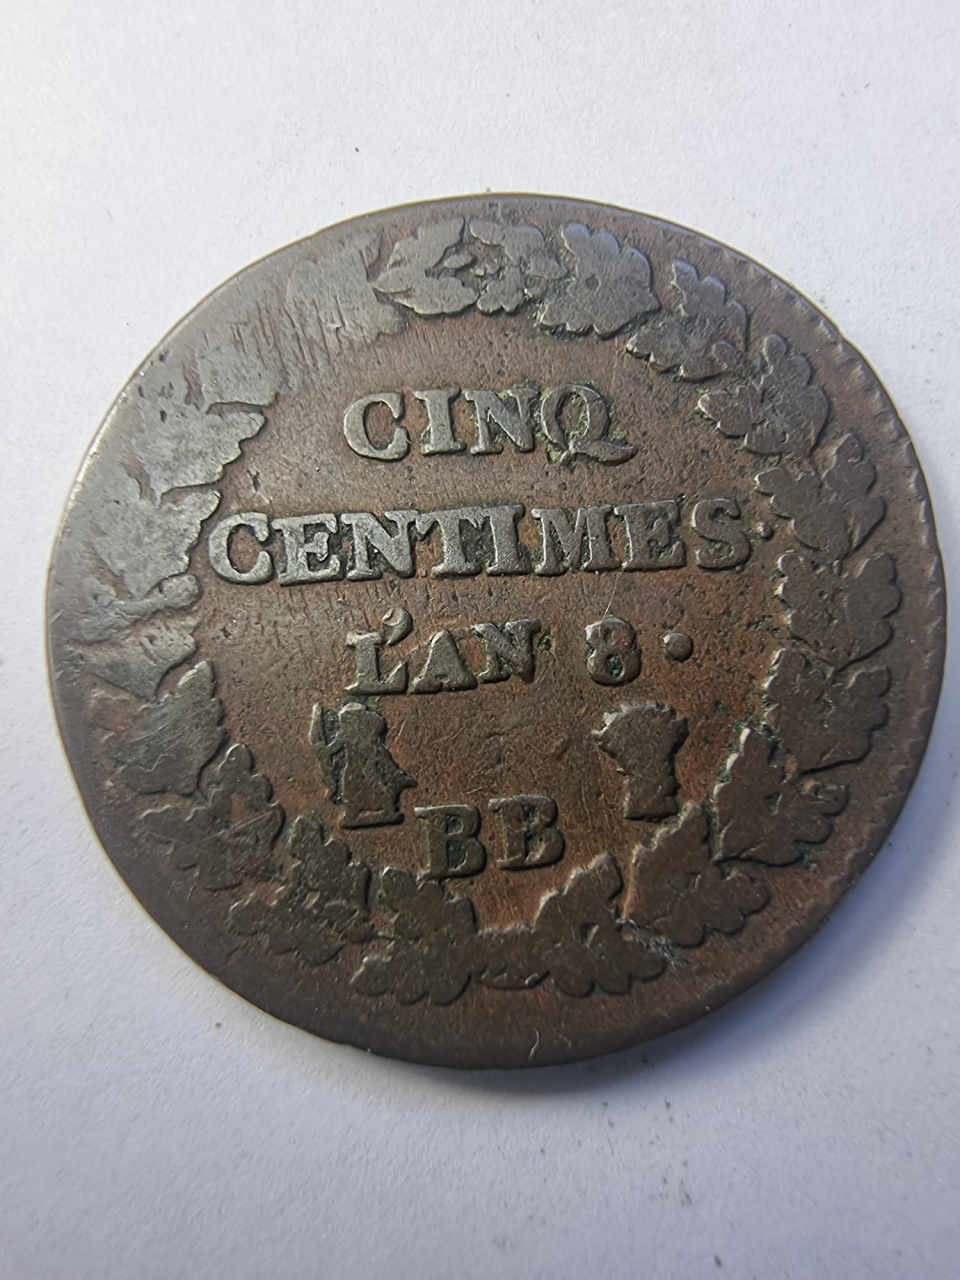 CINQ
CENTIMES.
L'AN 8.
BB